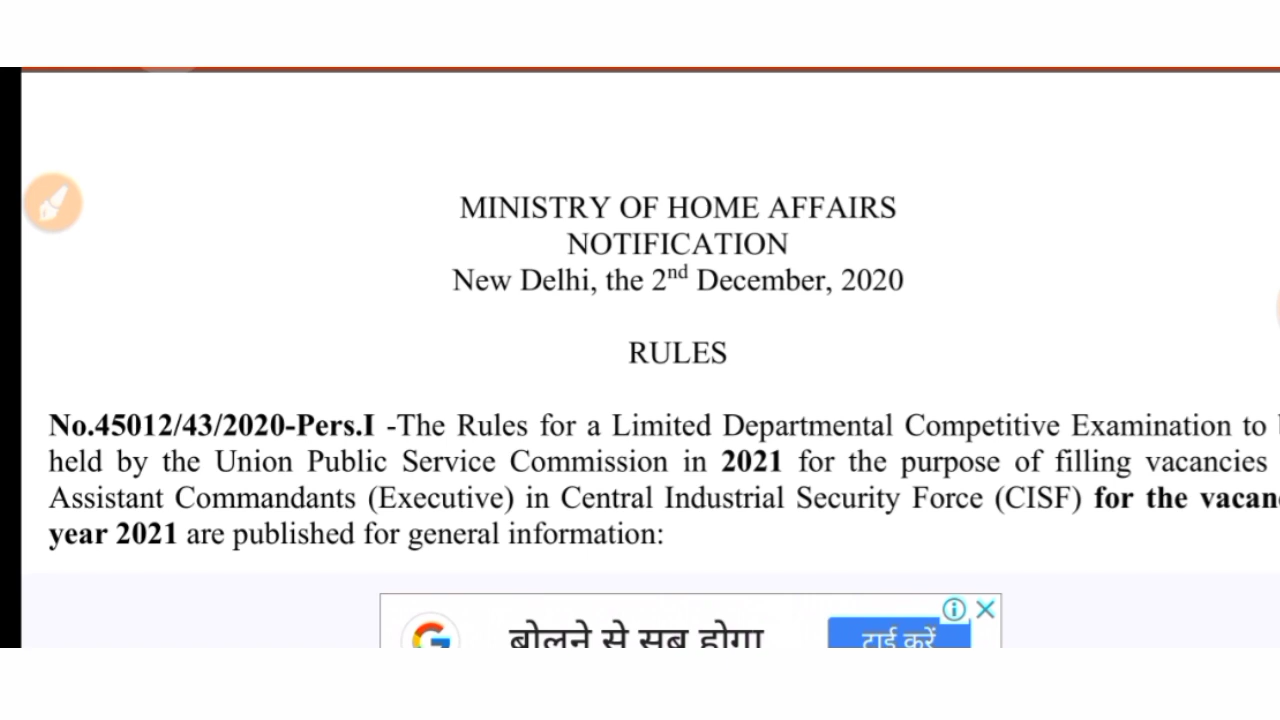 MINISTRY OF HOME AFFAIRS
NOTIFICATION
New Delhi, the 2nd December, 2020
RULES
No.45012/43/2020-Pers.I -The Rules for a Limited Departmental Competitive Examination to
held by the Union Public Service Commission in 2021 for the purpose of filling vacancies
Assistant Commandants (Executive) in Central Industrial Security Force (CISF) for the
year 2021 are published for general information:
बोलने से सब होगा
टाई करें